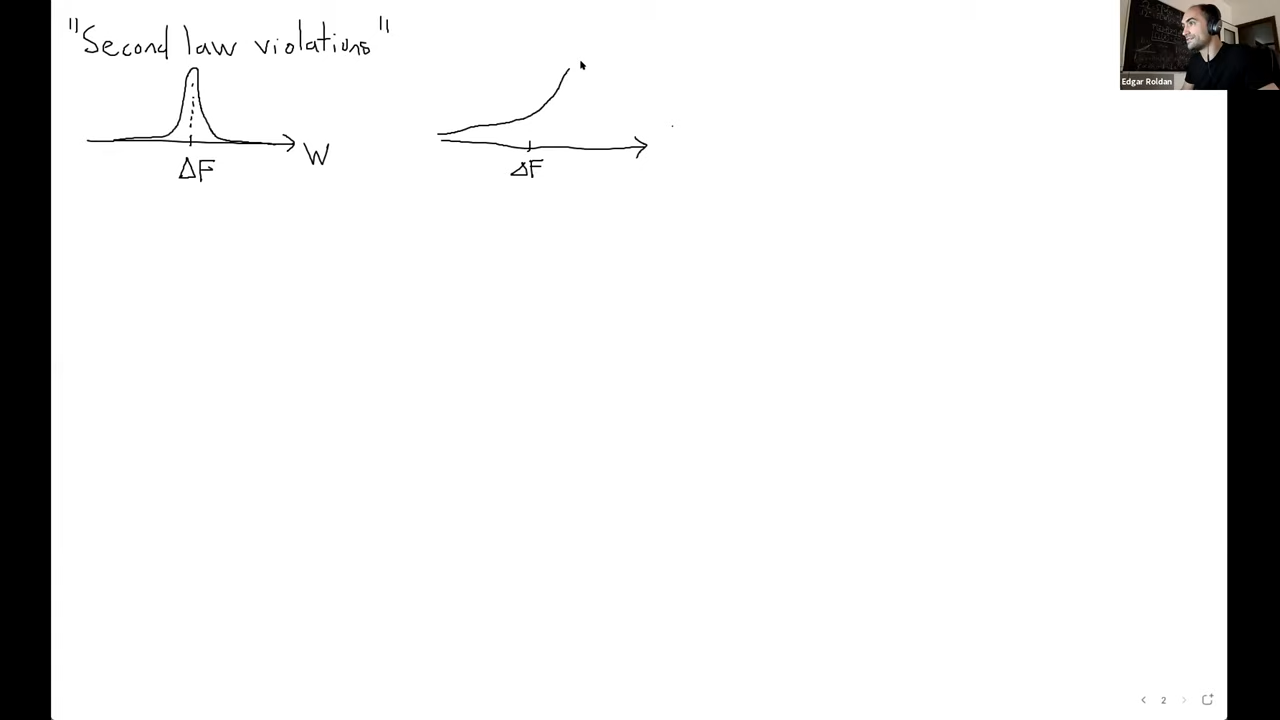 "Second law violations"
ΔF
W
ΔF
Edgar Roldan
2